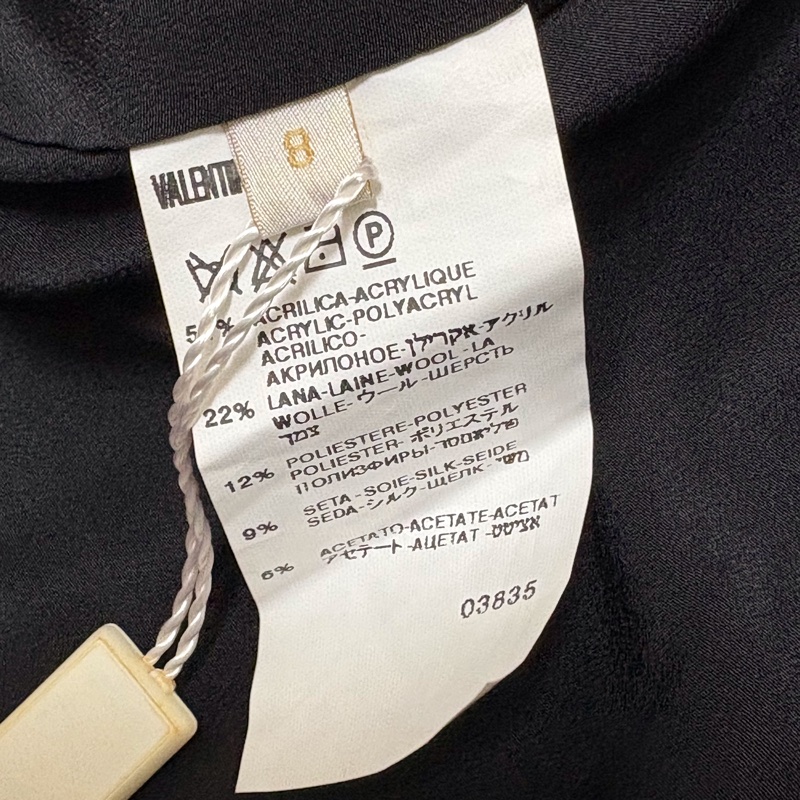 8
VALENTI
P
ACRILICA-ACRYLIQUE
ACRYLIC-POLYACRYL
ACRILICO-
АКРИЛОНОЕ-אקרילן-アクリル
22% LANA-LAINE-WOOL-LA
WOLLE-ウール-ШЕРСТЬ
צמר
12% POLIESTERE-POLYESTER
POLIESTER-ポリエステル
ПОЛИЭФИРЫ-פוליאסטר
9% SETA-SOIE-SILK-SEIDE
SEDA-シルク-ШЕЛК-משי
6% ACETATO-ACETATE-ACETAT
アセテート-АЦЕТАТ-אציטט
03835